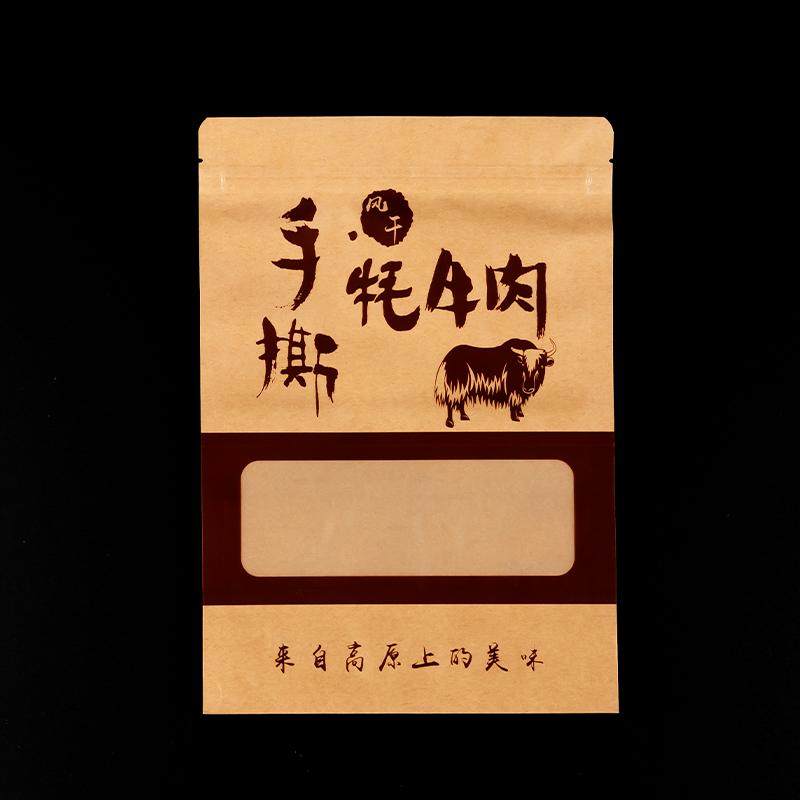 手撕
风干
牦牛肉
来自高原上的美味